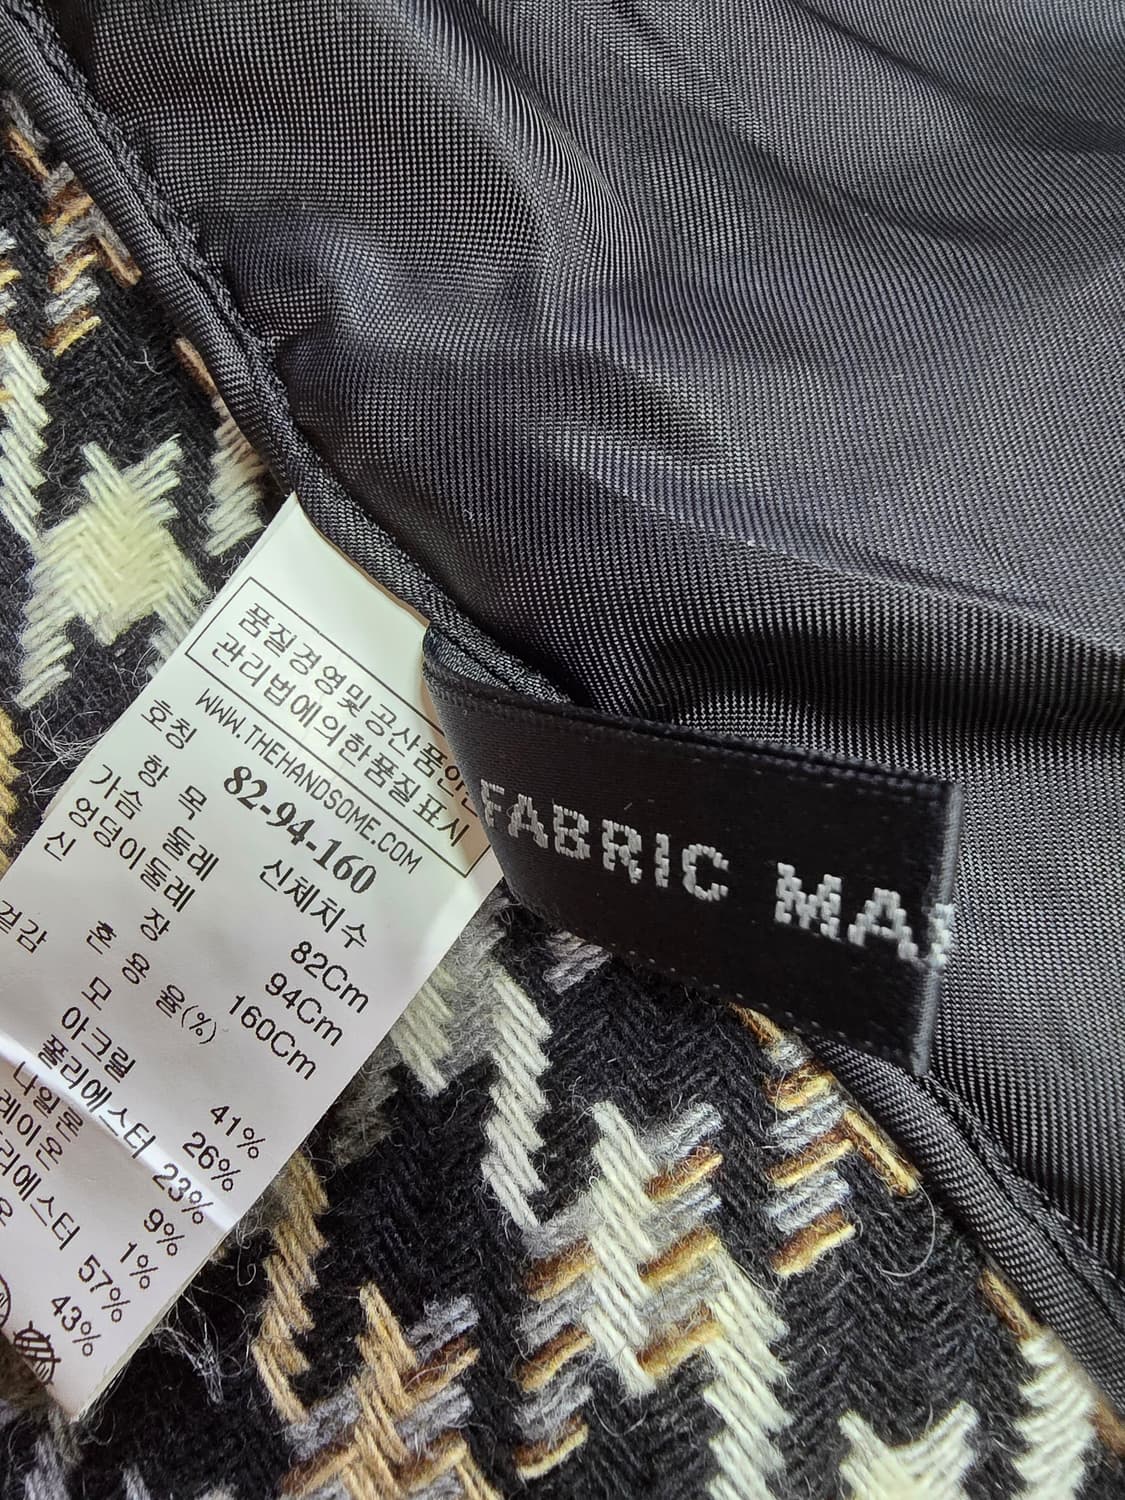 품질경영및공산품안전
관리법에의한품질표시
WWW.THEHANDSOME.COM
호칭 82-94-160
항 목 신체치수
가슴 둘레 82Cm
엉덩이둘레 94Cm
신 장 160Cm
혼 용 율(%)
겉감 모 41%
아크릴 26%
폴리에스터 23%
나일론 9%
레이온 1%
리에스터 57%
43%
FABRIC MA